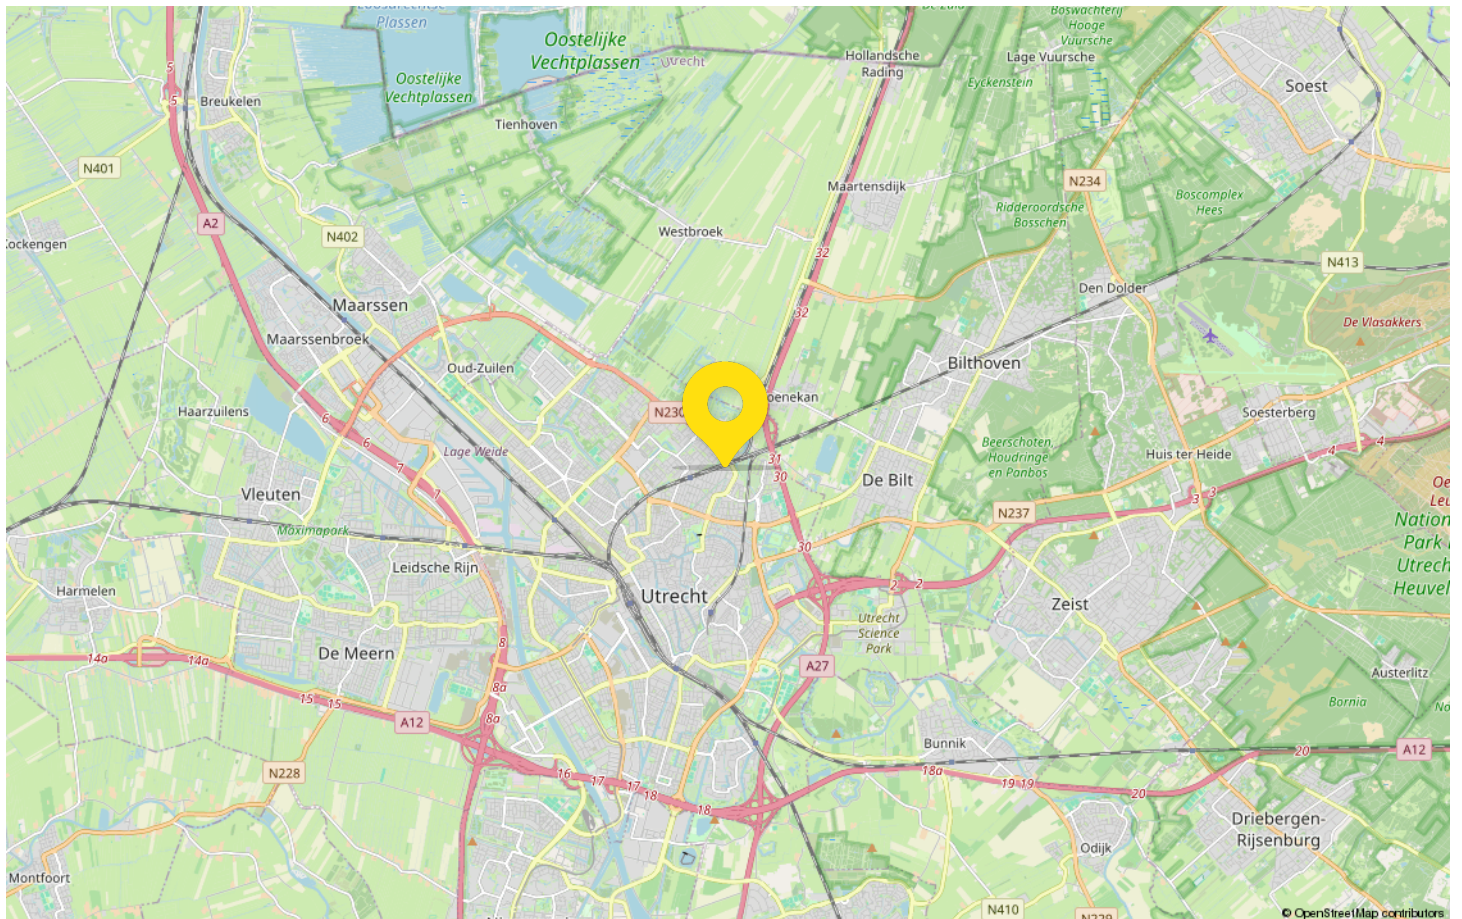 Plassen
Oostelijke
Vechtplassen
Utrecht
Oostelijke
Vechtplassen
Breukelen
5
5
Tienhoven
Hollandsche
Rading
Boswachterij
Hooge
Vuursche
Lage Vuursche
Eyckenstein
Soest
N401
A2
N402
Kockengen
Westbroek
Maartensdijk
N234
Ridderoordsche
Bosschen
Boscomplex
Hees
N413
32
32
Den Dolder
De Vlasakkers
Maarssen
Maarssenbroek
Oud-Zuilen
Bilthoven
Haarzuilens
6
6
7
7
Lage Weide
N230
oenekan
Soesterberg
Beerschoten,
Houdringe
en Panbos
Huis ter Heide
4
4
Vleuten
Maximapark
31
30
De Bilt
3
3
N237
30
Leidsche Rijn
Harmelen
Utrecht
2
2
Utrecht
Science
Park
Zeist
Nation
Park
Utrech
Heuvel
De Meern
14a
14a
8
8a
8a
15
15
A12
A27
Austerlitz
Bornia
N228
16
17
17
18
18
Bunnik
18a
19
19
20
20
A12
Driebergen-
Rijsenburg
Odijk
Montfoort
N410
N229
© OpenStreetMap contributors